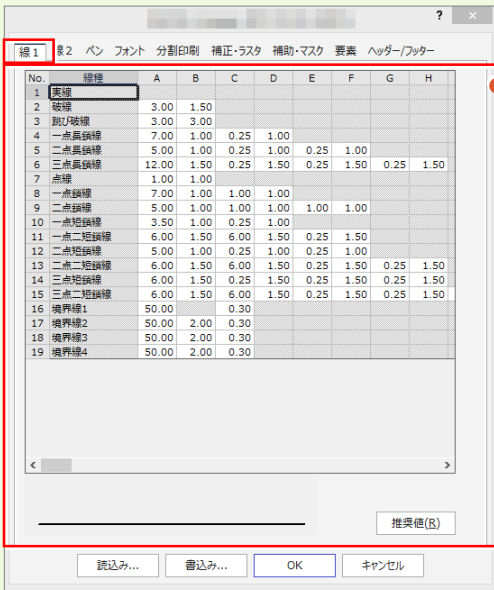 ? ×
線1 線2 ペン フォント 分割印刷 補正・ラスタ 補助・マスク 要素 ヘッダー/フッター
No. 線種 A B C D E F G H
1 実線
2 破線 3.00 1.50
3 跳び破線 3.00 3.00
4 一点長鎖線 7.00 1.00 0.25 1.00
5 二点長鎖線 5.00 1.00 0.25 1.00 0.25 1.00
6 三点長鎖線 12.00 1.50 0.25 1.50 0.25 1.50 0.25 1.50
7 点線 1.00 1.00
8 一点鎖線 7.00 1.00 1.00 1.00
9 二点鎖線 5.00 1.00 1.00 1.00 1.00 1.00
10 一点短鎖線 3.50 1.00 0.25 1.00
11 一点二短鎖線 6.00 1.50 6.00 1.50 0.25 1.50
12 二点短鎖線 5.00 1.00 0.25 1.00 0.25 1.00
13 二点二短鎖線 6.00 1.50 6.00 1.50 0.25 1.50 0.25 1.50
14 三点短鎖線 6.00 1.50 0.25 1.50 0.25 1.50 0.25 1.50
15 三点二短鎖線 6.00 1.50 6.00 1.50 0.25 1.50 0.25 1.50
16 境界線1 50.00 0.30
17 境界線2 50.00 2.00 0.30
18 境界線3 50.00 2.00 0.30
19 境界線4 50.00 2.00 0.30
推奨値(R)
読込み... 書込み... OK キャンセル